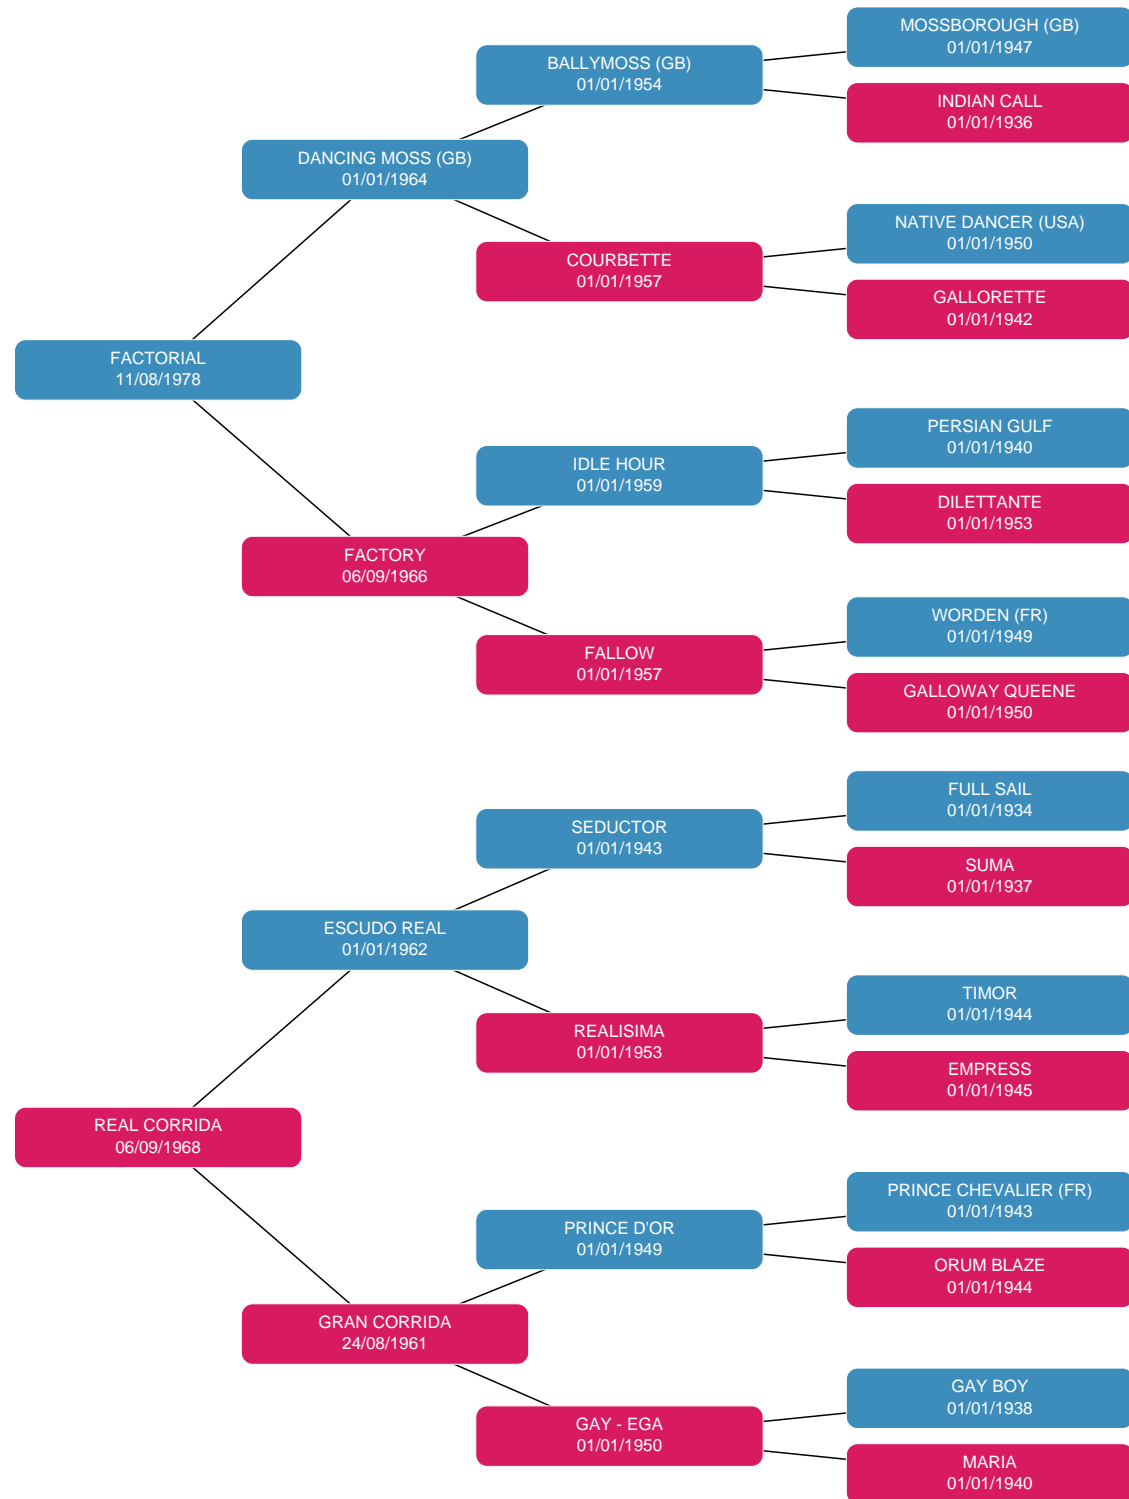 MOSSBOROUGH (GB)
01/01/1947
BALLYMOSS (GB)
01/01/1954
INDIAN CALL
01/01/1936
DANCING MOSS (GB)
01/01/1964
NATIVE DANCER (USA)
01/01/1950
COURBETTE
01/01/1957
GALLORETTE
01/01/1942
FACTORIAL
11/08/1978
PERSIAN GULF
01/01/1940
IDLE HOUR
01/01/1959
DILETTANTE
01/01/1953
FACTORY
06/09/1966
WORDEN (FR)
01/01/1949
FALLOW
01/01/1957
GALLOWAY QUEENE
01/01/1950
FULL SAIL
01/01/1934
SEDUCTOR
01/01/1943
SUMA
01/01/1937
ESCUDO REAL
01/01/1962
TIMOR
01/01/1944
REALISIMA
01/01/1953
EMPRESS
01/01/1945
REAL CORRIDA
06/09/1968
PRINCE CHEVALIER (FR)
01/01/1943
PRINCE D'OR
01/01/1949
ORUM BLAZE
01/01/1944
GRAN CORRIDA
24/08/1961
GAY BOY
01/01/1938
GAY - EGA
01/01/1950
MARIA
01/01/1940